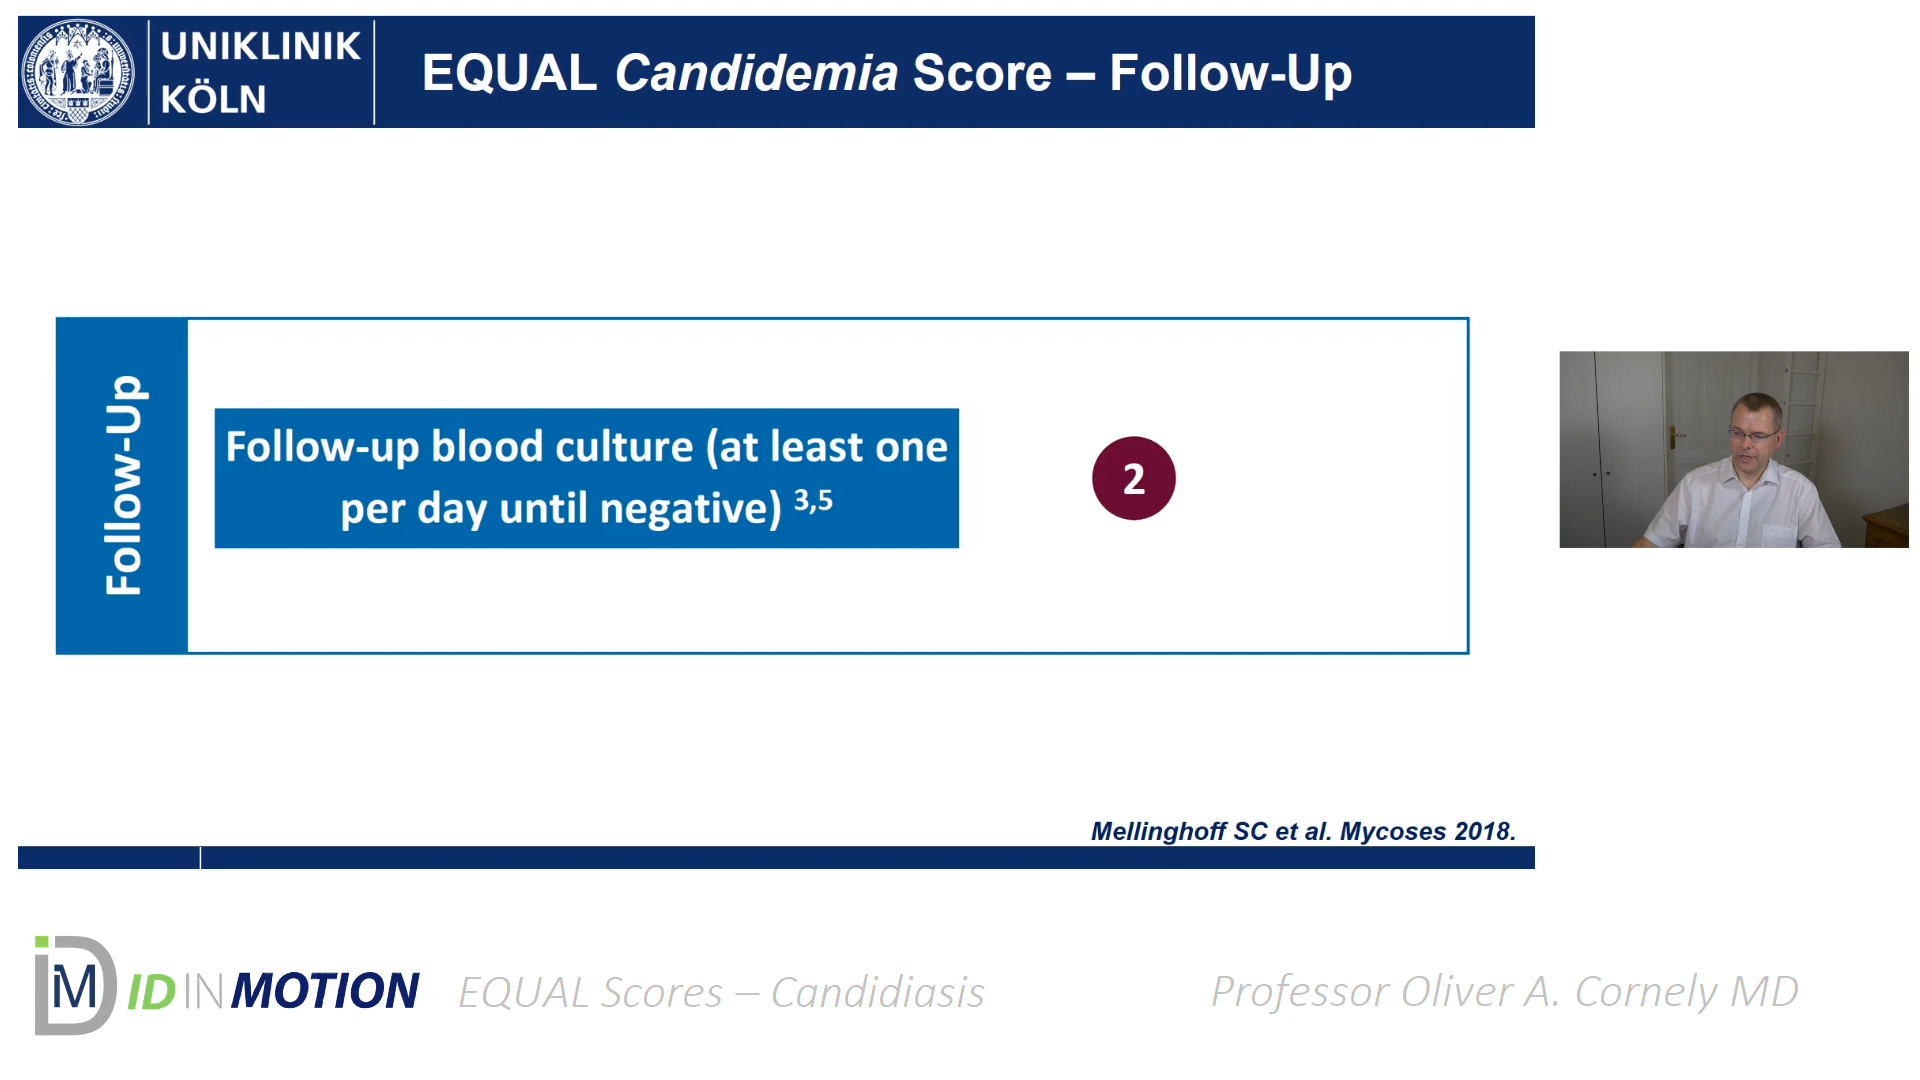 UNIKLINIK
KÖLN
EQUAL Candidemia Score – Follow-Up
Follow-Up
Follow-up blood culture (at least one
per day until negative) 3,5
2
Mellinghoff SC et al. Mycoses 2018.
iDM ID IN MOTION
EQUAL Scores – Candidiasis
Professor Oliver A. Cornely MD